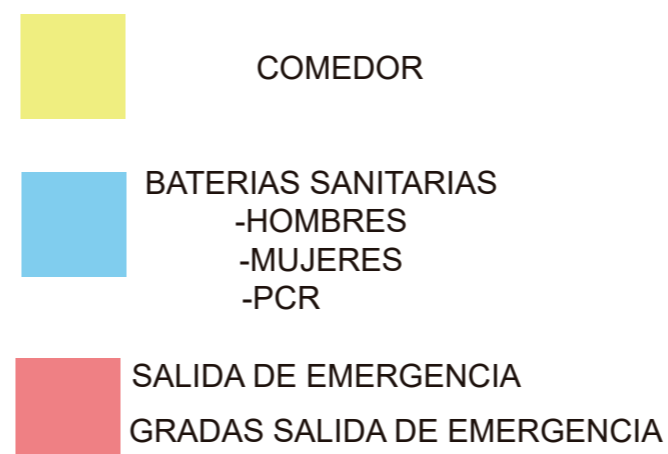 COMEDOR
BATERIAS SANITARIAS
-HOMBRES
-MUJERES
-PCR
SALIDA DE EMERGENCIA
GRADAS SALIDA DE EMERGENCIA